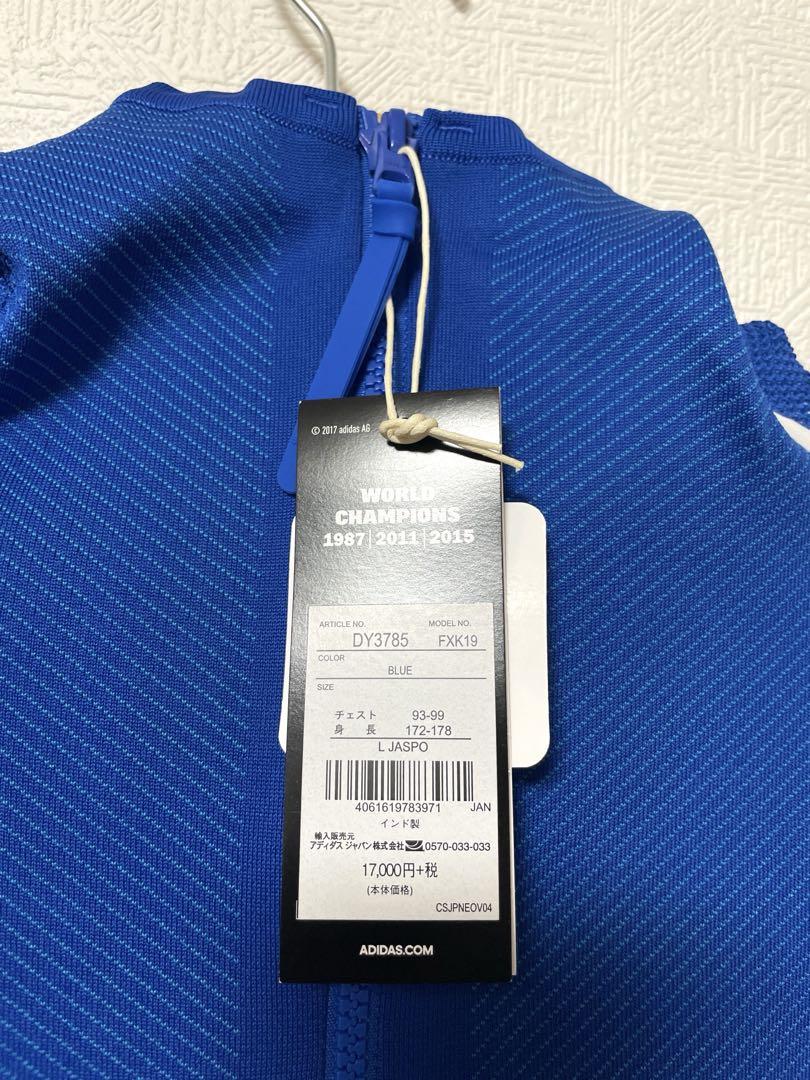 © 2017 adidas AG
WORLD
CHAMPIONS
1987|2011|2015
ARTICLE NO. MODEL NO.
DY3785 FXK19
COLOR
BLUE
SIZE
チェスト 93-99
身長 172-178
L JASPO
4061619783971 JAN
インド製
輸入販売元
アディダス ジャパン株式会社 0570-033-033
17,000円+税
(本体価格)
CSJPNEOV04
ADIDAS.COM